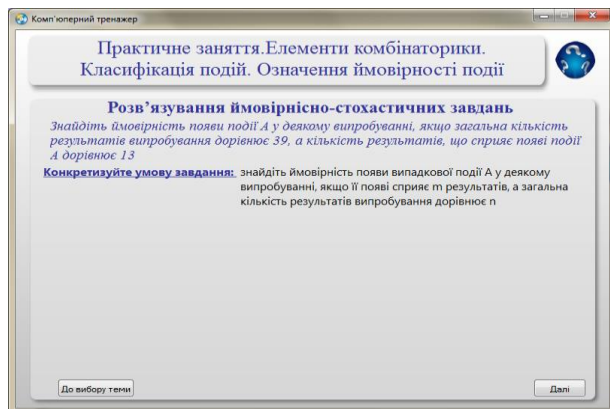 Комп'ютерний тренажер
Практичне заняття.Елементи комбінаторики.
Класифікація подій. Означення ймовірності події
Розв’язування ймовірнісно-стохастичних завдань
Знайдіть ймовірність появи події А у деякому випробуванні, якщо загальна кількість
результатів випробування дорівнює 39, а кількість результатів, що сприяє появі події
А дорівнює 13
Конкретизуйте умову завдання: знайдіть ймовірність появи випадкової події А у деякому
випробуванні, якщо її появі сприяє m результатів, а загальна
кількість результатів випробування дорівнює n
До вибору теми
Далі